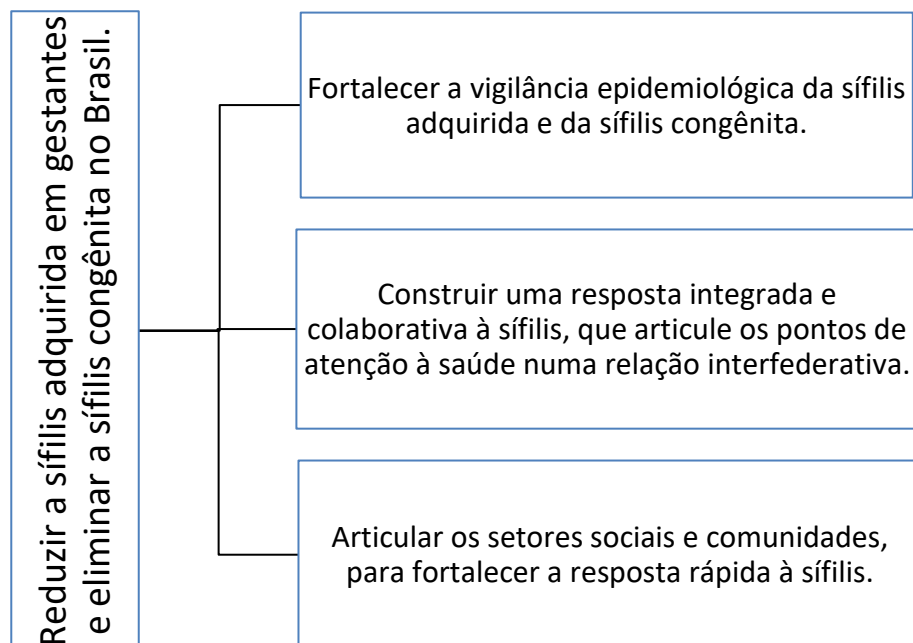 Reduzir a sífilis adquirida em gestantes
e eliminar a sífilis congênita no Brasil.
Fortalecer a vigilância epidemiológica da sífilis
adquirida e da sífilis congênita.
Construir uma resposta integrada e
colaborativa à sífilis, que articule os pontos de
atenção à saúde numa relação interfederativa.
Articular os setores sociais e comunidades,
para fortalecer a resposta rápida à sífilis.